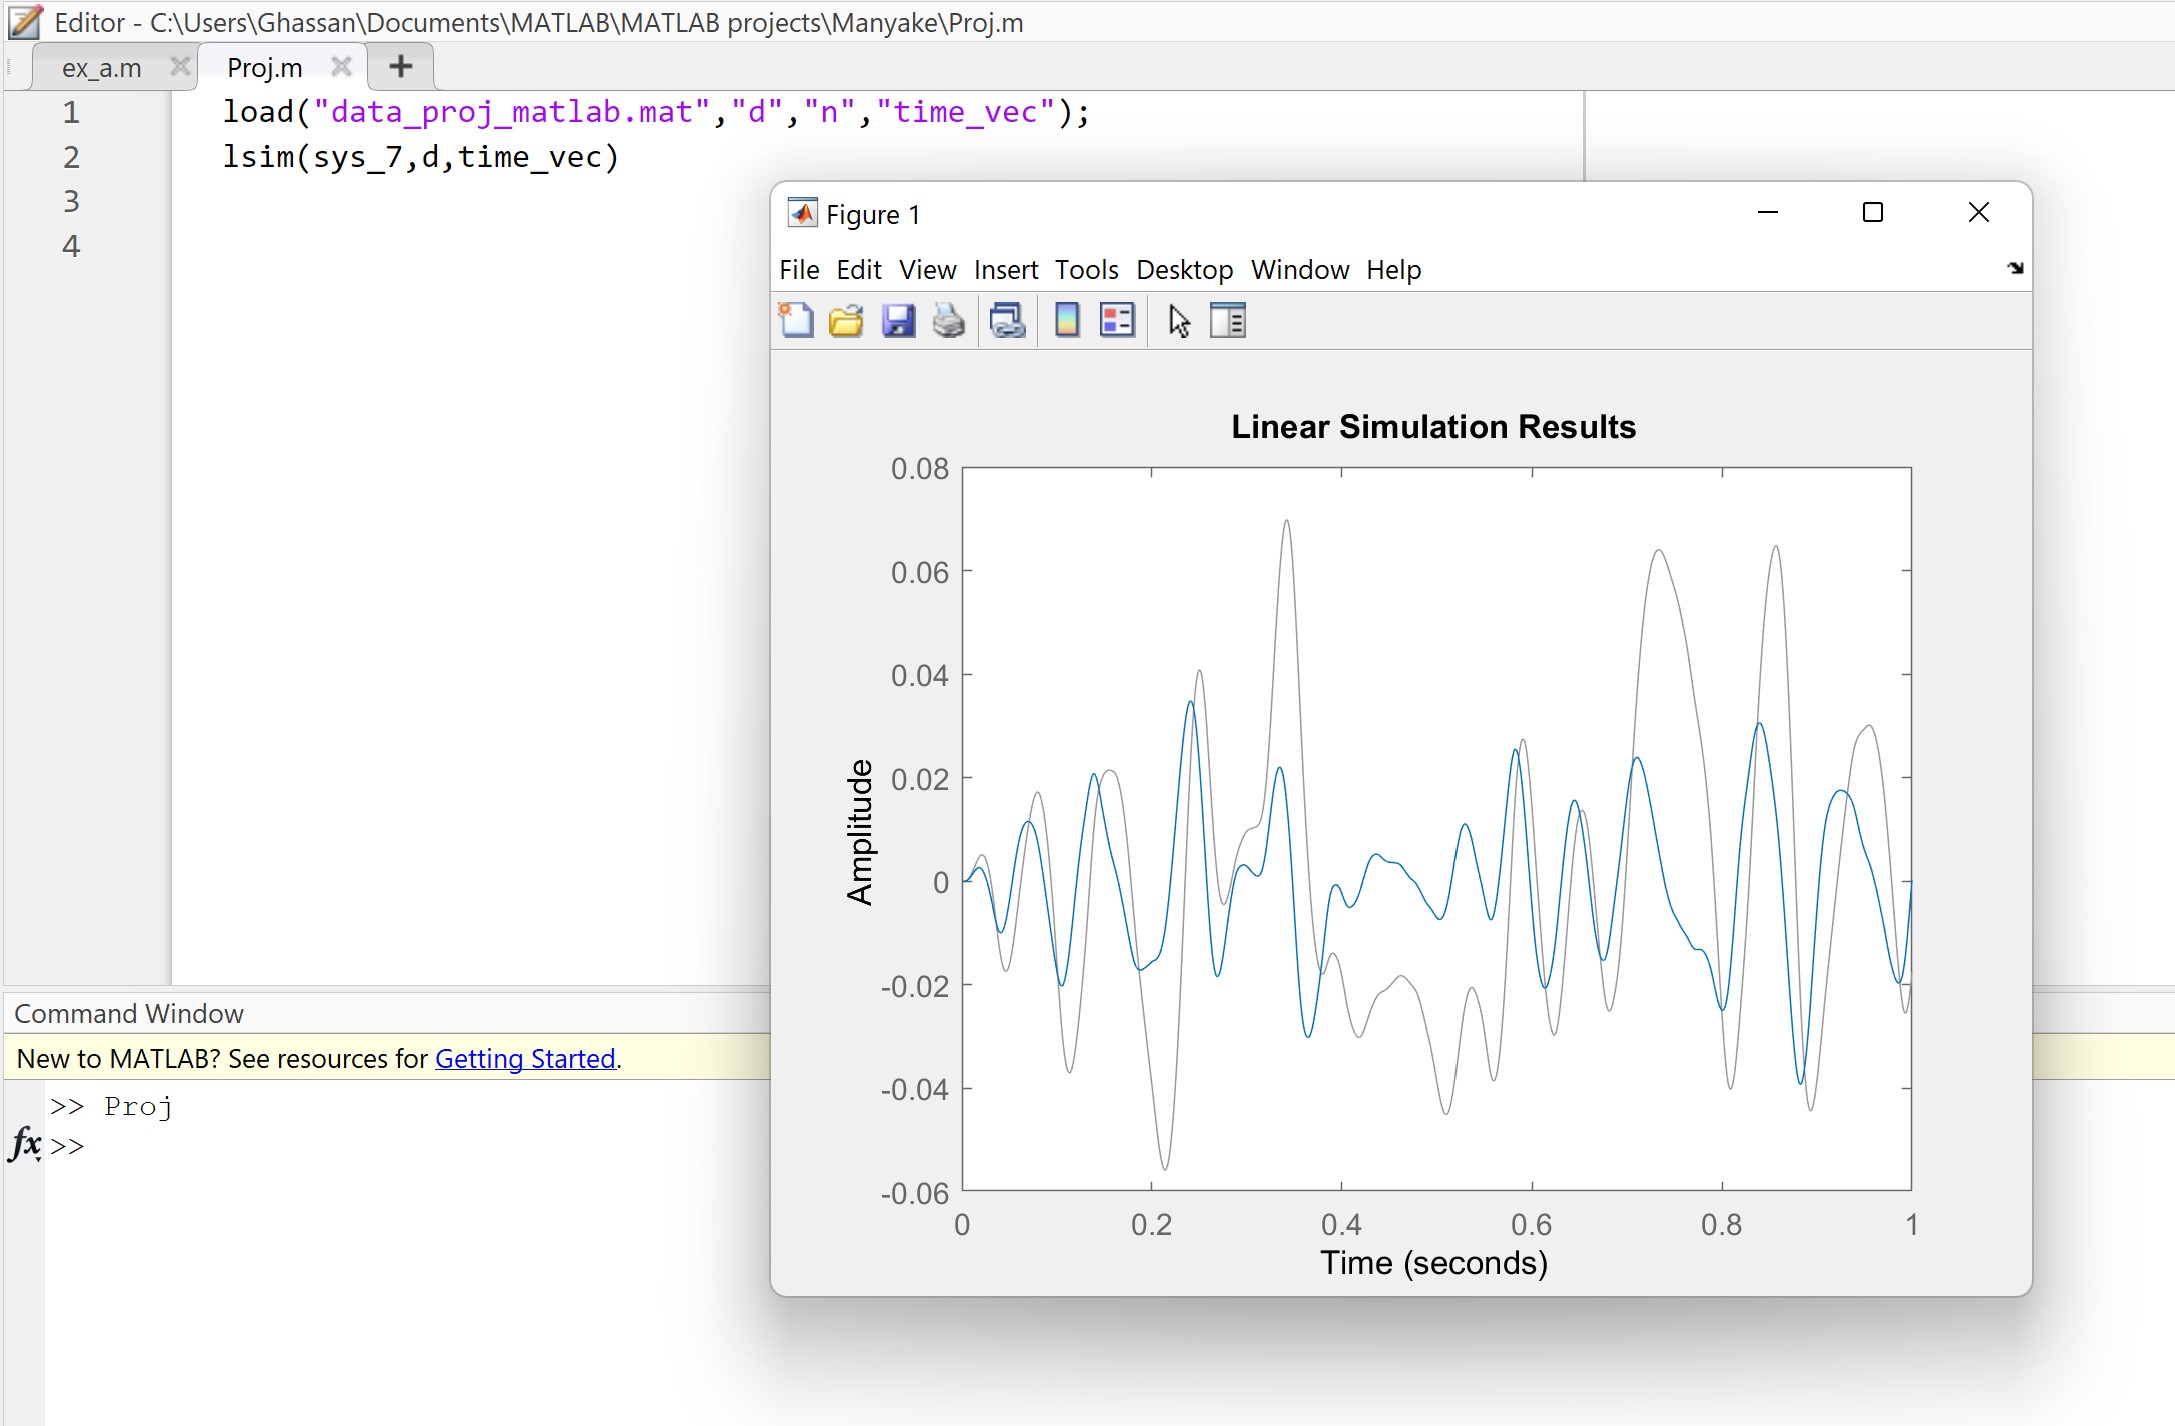 Editor - C:\Users\Ghassan\Documents\MATLAB\MATLAB projects\Manyake\Proj.m
ex_a.m Proj.m
1 load("data_proj_matlab.mat","d","n","time_vec");
2 lsim(sys_7,d,time_vec)
3
4
Figure 1
File Edit View Insert Tools Desktop Window Help
Linear Simulation Results
0.08
0.06
0.04
0.02
0
-0.02
-0.04
-0.06
Amplitude
0 0.2 0.4 0.6 0.8 1
Time (seconds)
Command Window
New to MATLAB? See resources for Getting Started.
>> Proj
fx >>